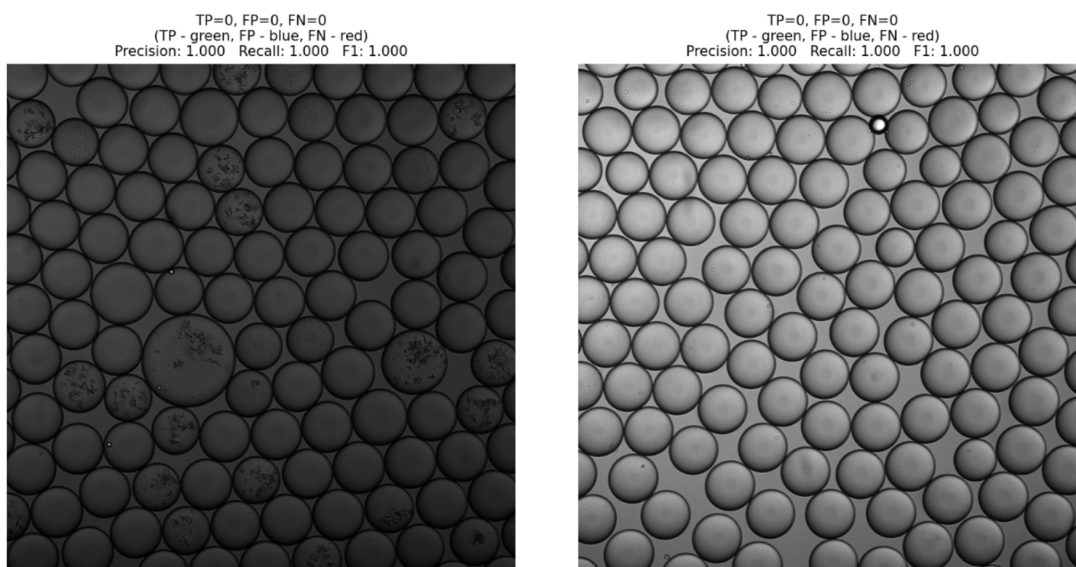 TP=0, FP=0, FN=0
(TP - green, FP - blue, FN - red)
Precision: 1.000   Recall: 1.000   F1: 1.000
TP=0, FP=0, FN=0
(TP - green, FP - blue, FN - red)
Precision: 1.000   Recall: 1.000   F1: 1.000